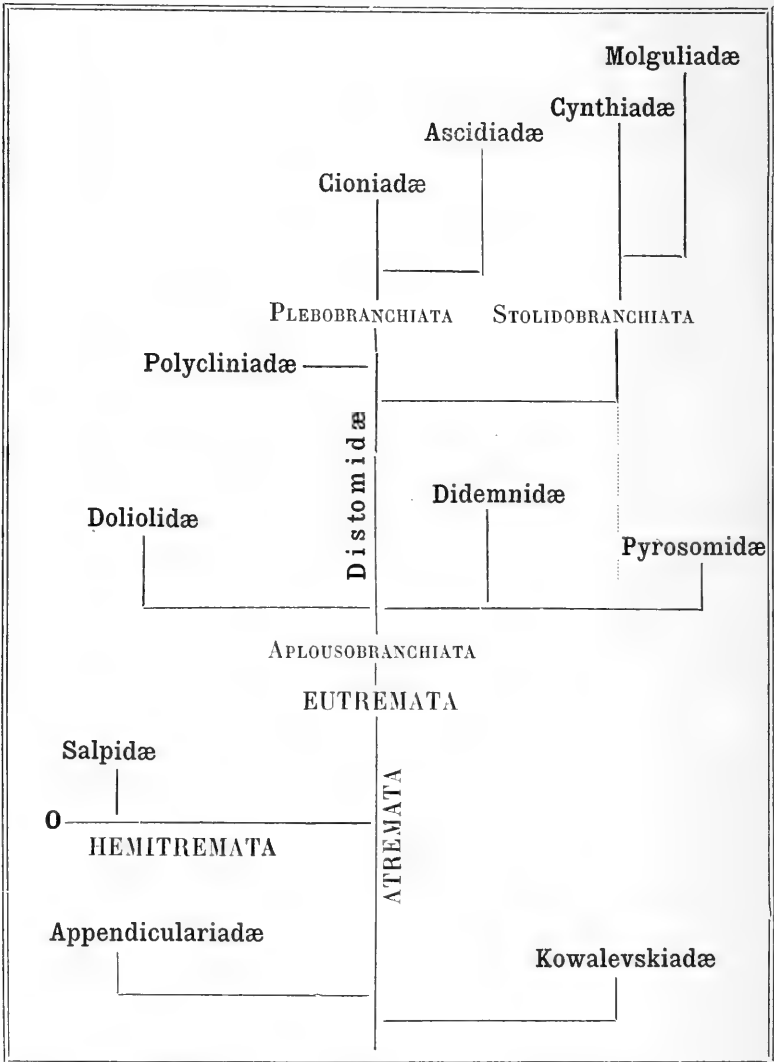 Molguliadæ
Cynthiadæ
Ascidiadæ
Cioniadæ
PLEBOBRANCHIATA STOLIDOBRANCHIATA
Polycliniadæ
Distomidæ
Didemnidæ
Doliolidæ
Pyrosomidæ
APLOUSOBRANCHIATA
EUTREMATA
Salpidæ
ATREMATA
O
HEMITREMATA
Appendiculariadæ
Kowalevskiadæ